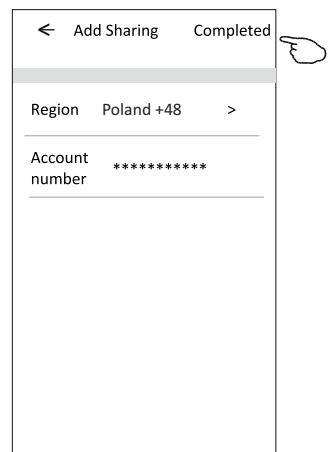 ← Add Sharing Completed
Region Poland +48 >
Account
number ***********